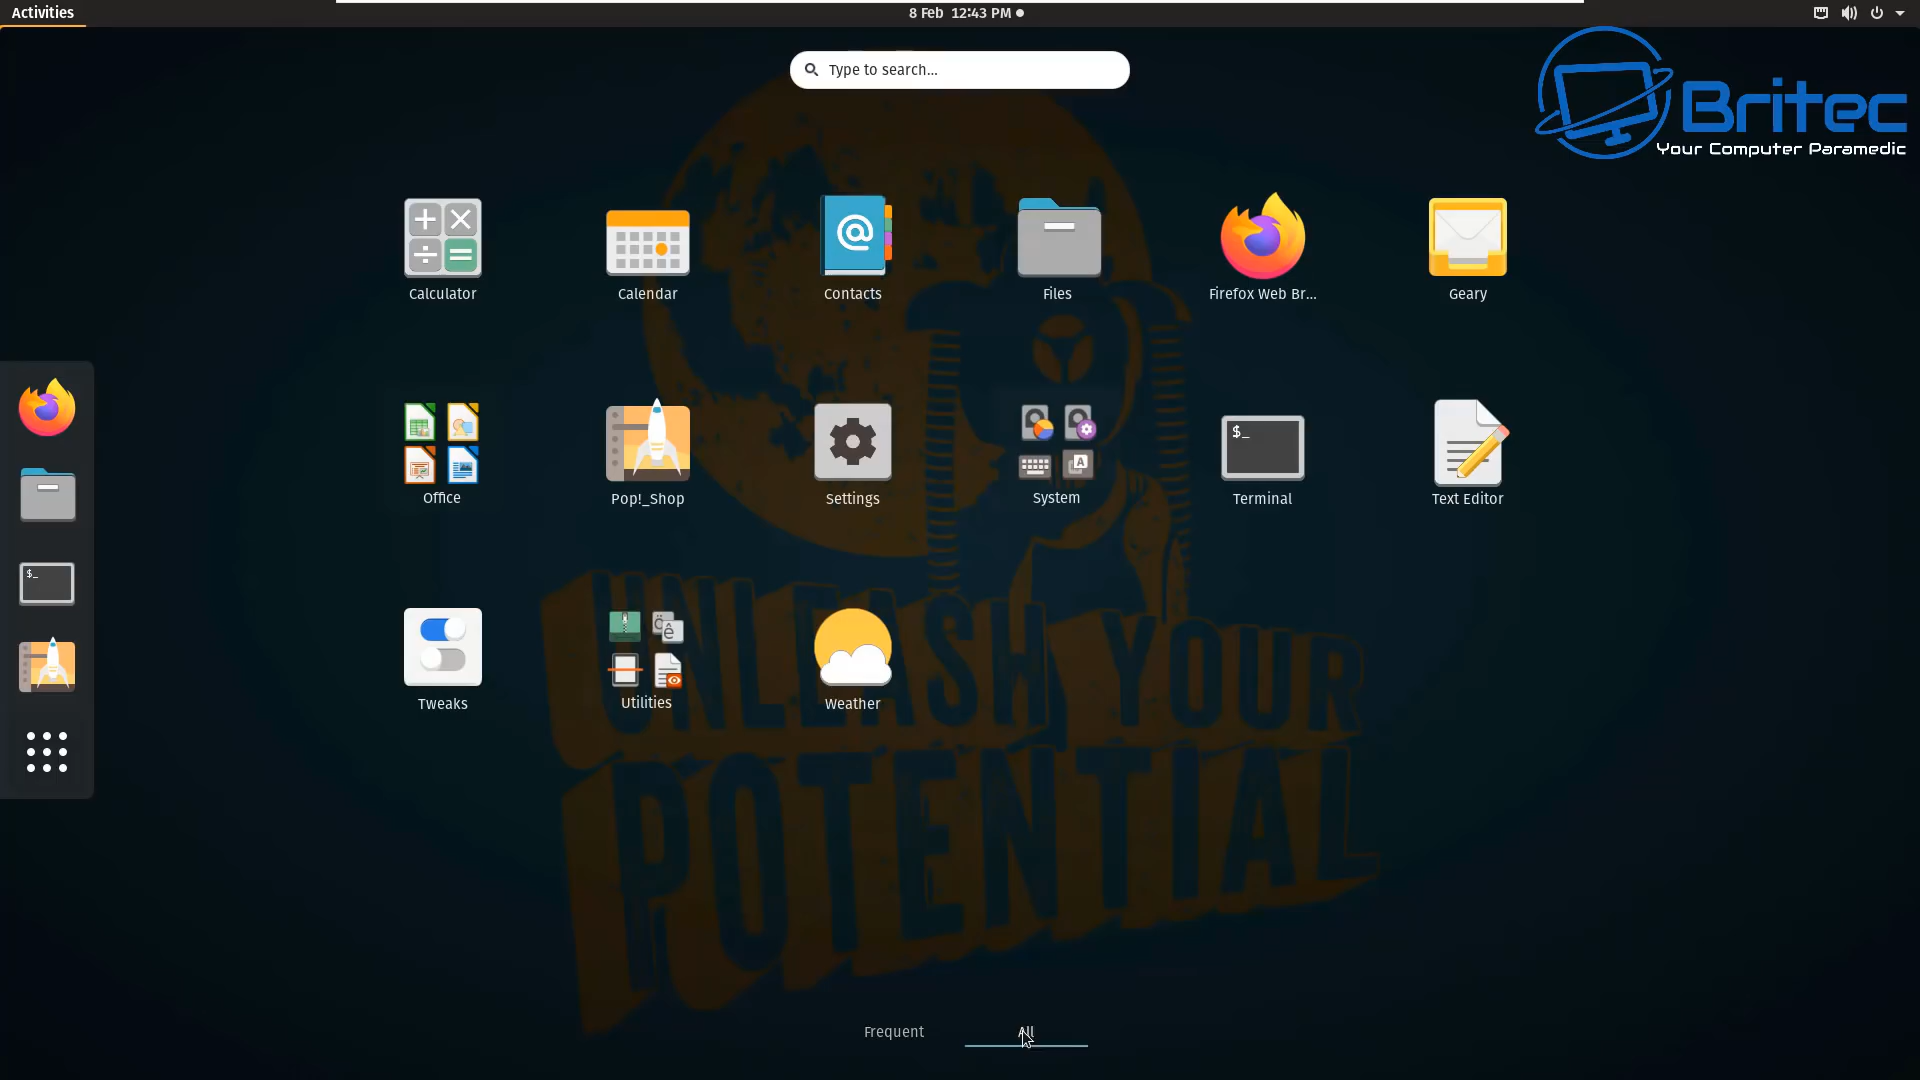 Activities
8 Feb 12:43 PM
Type to search...
Britec
Your Computer Paramedic
Calculator
Calendar
Contacts
Files
Firefox Web Br...
Geary
Office
Pop!_Shop
Settings
System
Terminal
Text Editor
$_
$_
A
Tweaks
Utilities
Weather
UNLEASH YOUR
POTENTIAL
Frequent
All